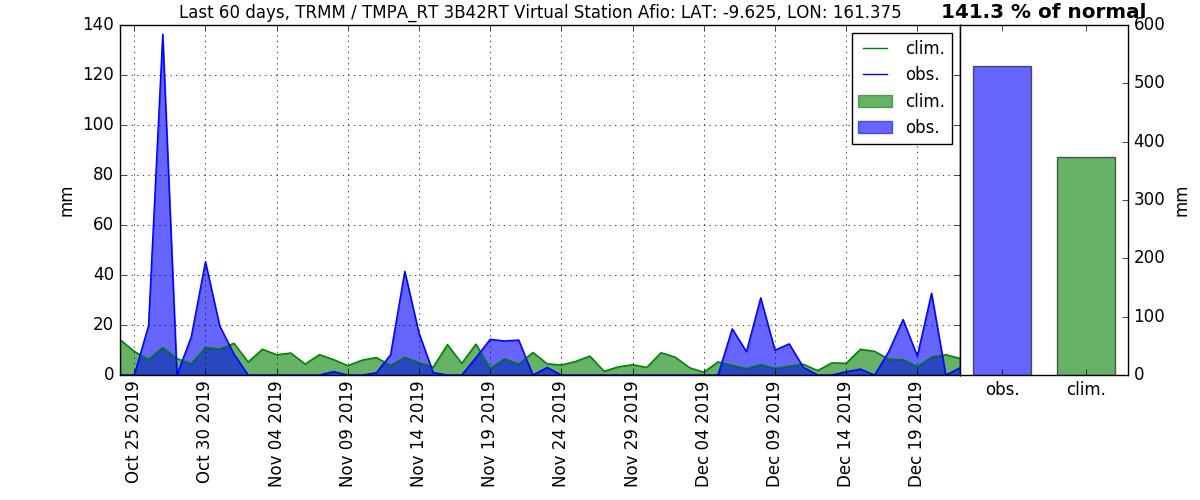 Last 60 days, TRMM / TMPA_RT 3B42RT Virtual Station Afio: LAT: -9.625, LON: 161.375
141.3 % of normal
140
120
100
80
60
40
20
0
mm
clim.
obs.
clim.
obs.
600
500
400
300
200
100
0
mm
obs.
clim.
Oct 25 2019
Oct 30 2019
Nov 04 2019
Nov 09 2019
Nov 14 2019
Nov 19 2019
Nov 24 2019
Nov 29 2019
Dec 04 2019
Dec 09 2019
Dec 14 2019
Dec 19 2019